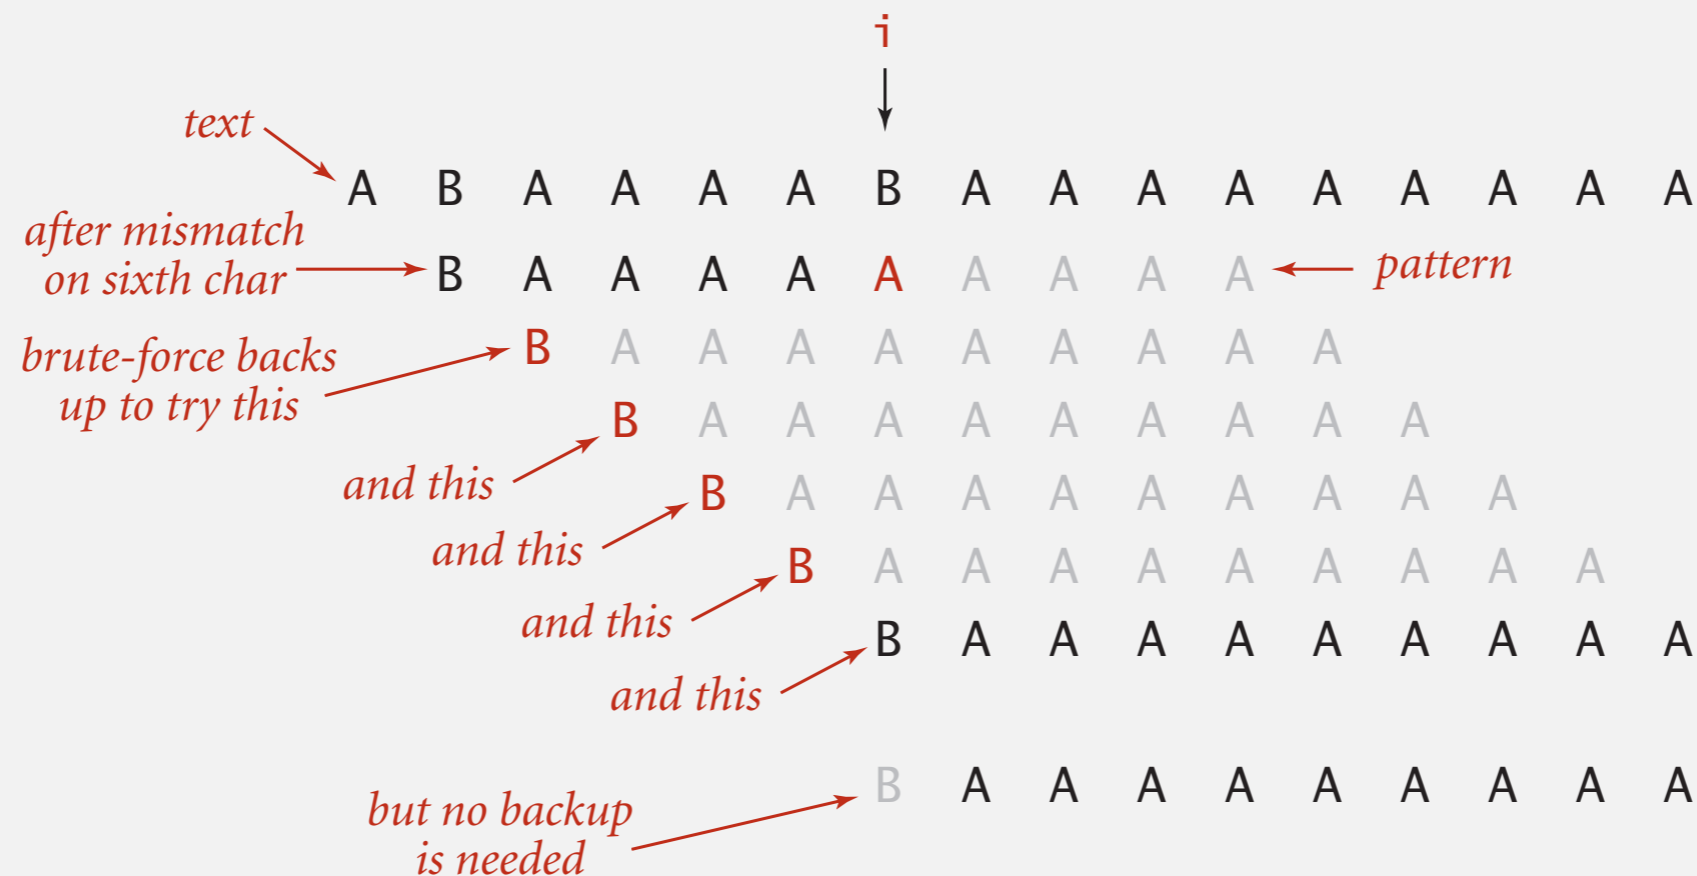 i
text
A B A A A A B A A A A A A A A A
after mismatch
on sixth char
B A A A A A A A A A
pattern
B A A A A A A A A A
brute-force backs
up to try this
B A A A A A A A A A
and this
B A A A A A A A A A
and this
B A A A A A A A A A
and this
B A A A A A A A A A
and this
B A A A A A A A A A
but no backup
is needed